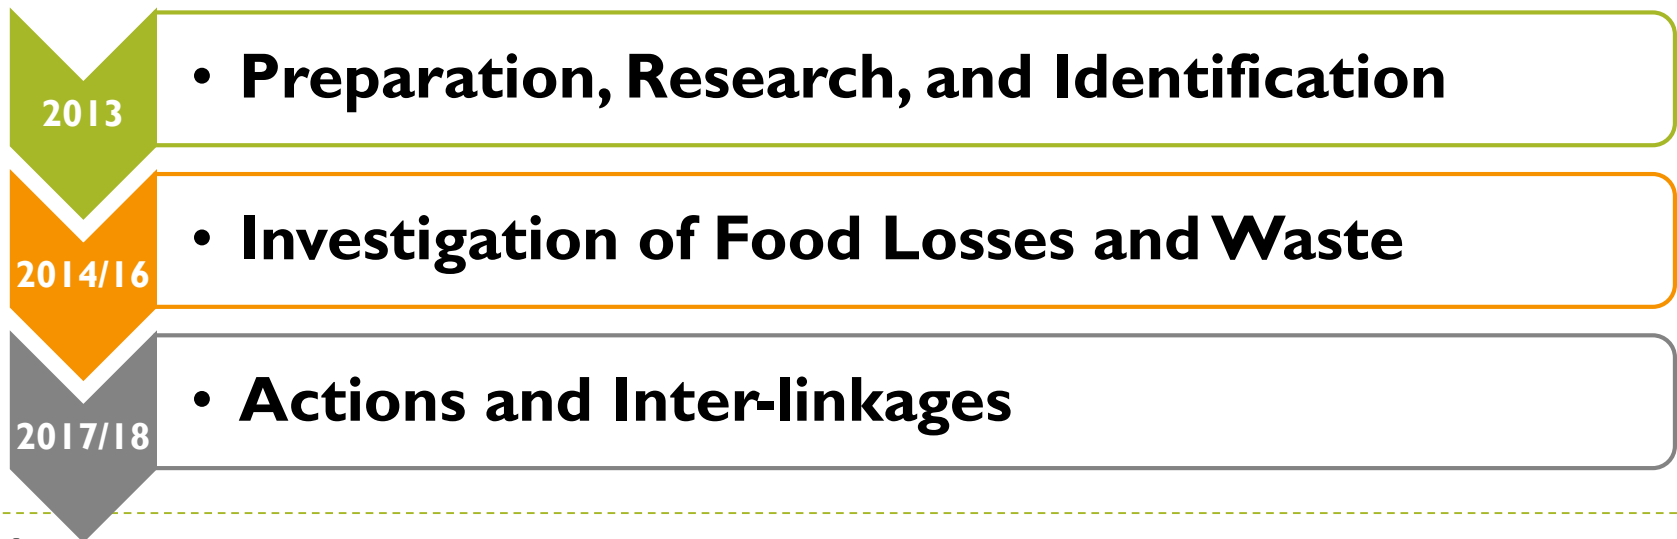 2013
• Preparation, Research, and Identification
2014/16
• Investigation of Food Losses and Waste
2017/18
• Actions and Inter-linkages